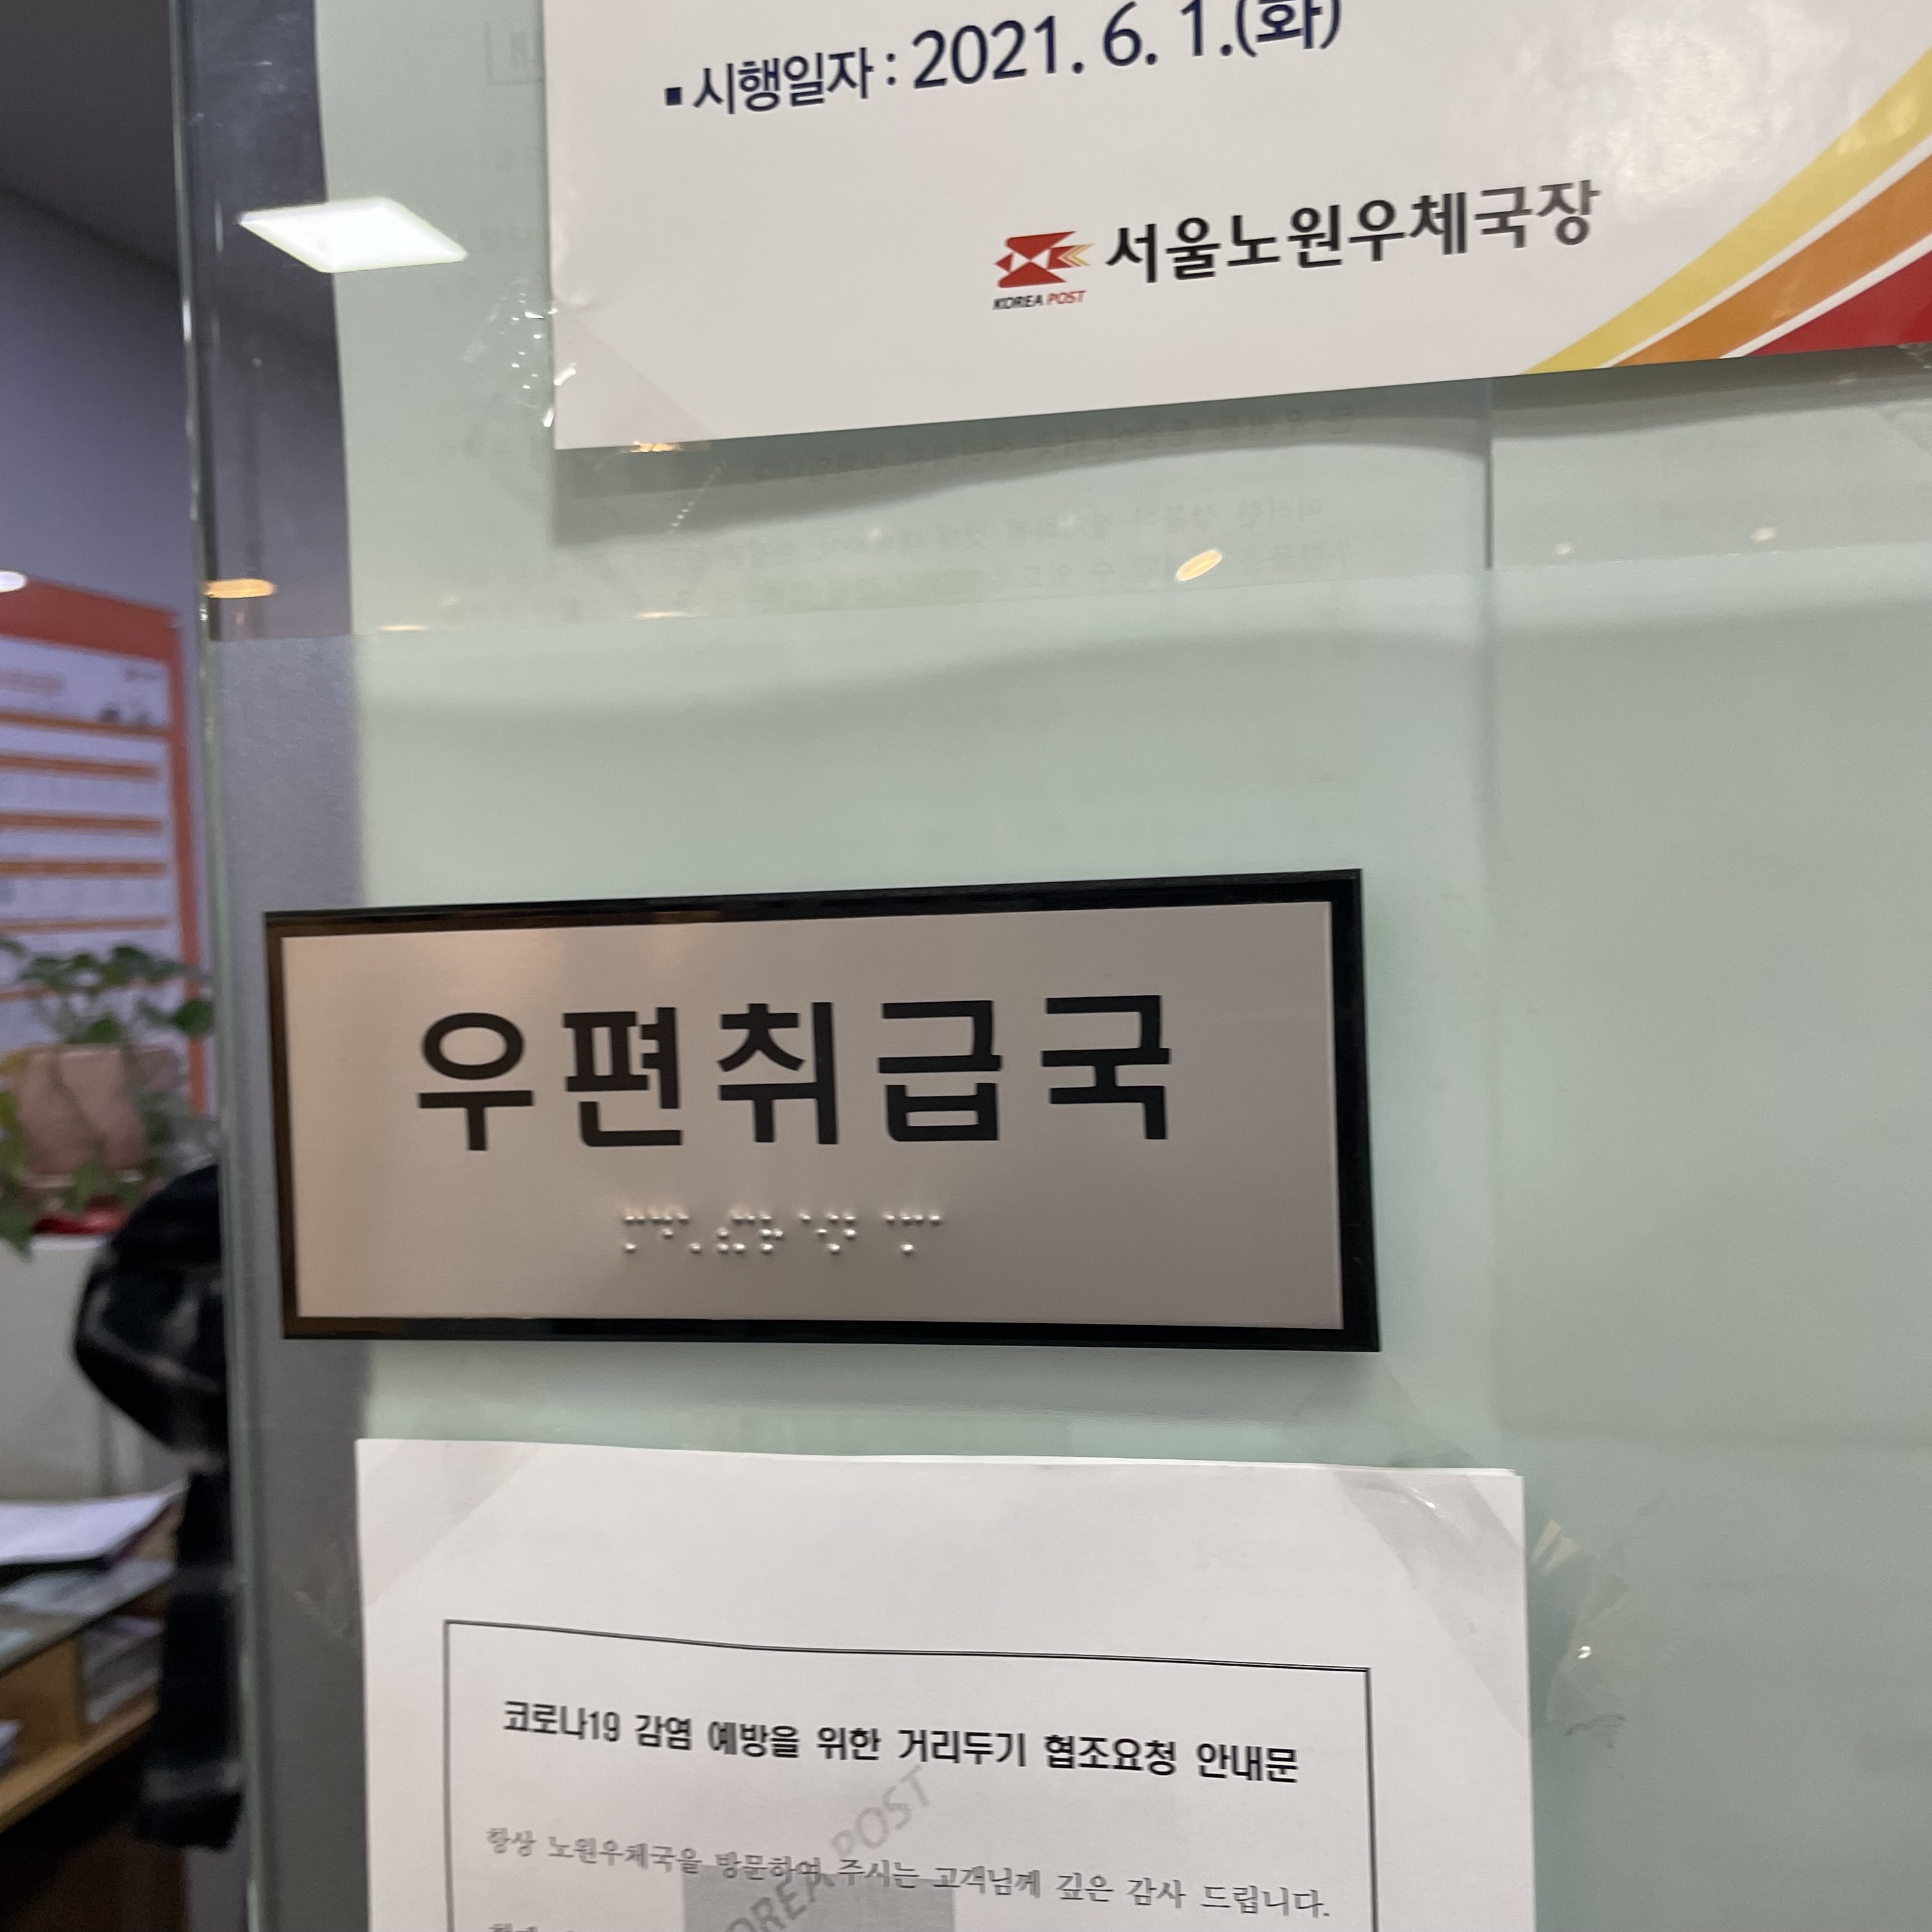 ▪ 시행일자 : 2021. 6. 1.(화)
서울노원우체국장
KOREA POST
우편취급국
코로나19 감염 예방을 위한 거리두기 협조요청 안내문
항상 노원우체국을 방문하여 주시는 고객님께 깊은 감사 드립니다.
KOREA POST